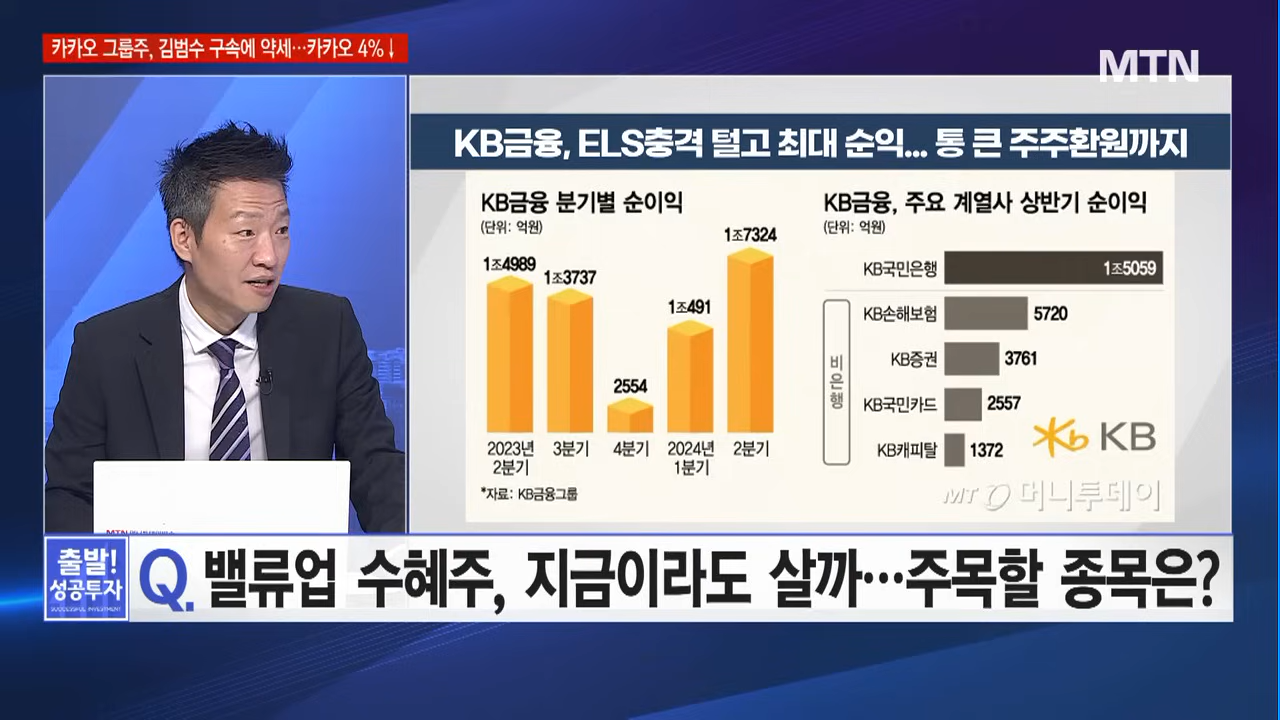 카카오 그룹주, 김범수 구속에 약세…카카오 4%↓
MTN
KB금융, ELS충격 털고 최대 순익... 통 큰 주주환원까지
KB금융 분기별 순이익
(단위: 억원)
1조4989
1조3737
2554
1조491
1조7324
2023년
2분기
3분기
4분기
2024년
1분기
2분기
*자료: KB금융그룹
KB금융, 주요 계열사 상반기 순이익
(단위: 억원)
KB국민은행 1조5059
비은행
KB손해보험 5720
KB증권 3761
KB국민카드 2557
KB캐피탈 1372
KB
MT 머니투데이
MTN
출발!
성공투자
SUCCESSFUL INVESTMENT
Q. 밸류업 수혜주, 지금이라도 살까…주목할 종목은?